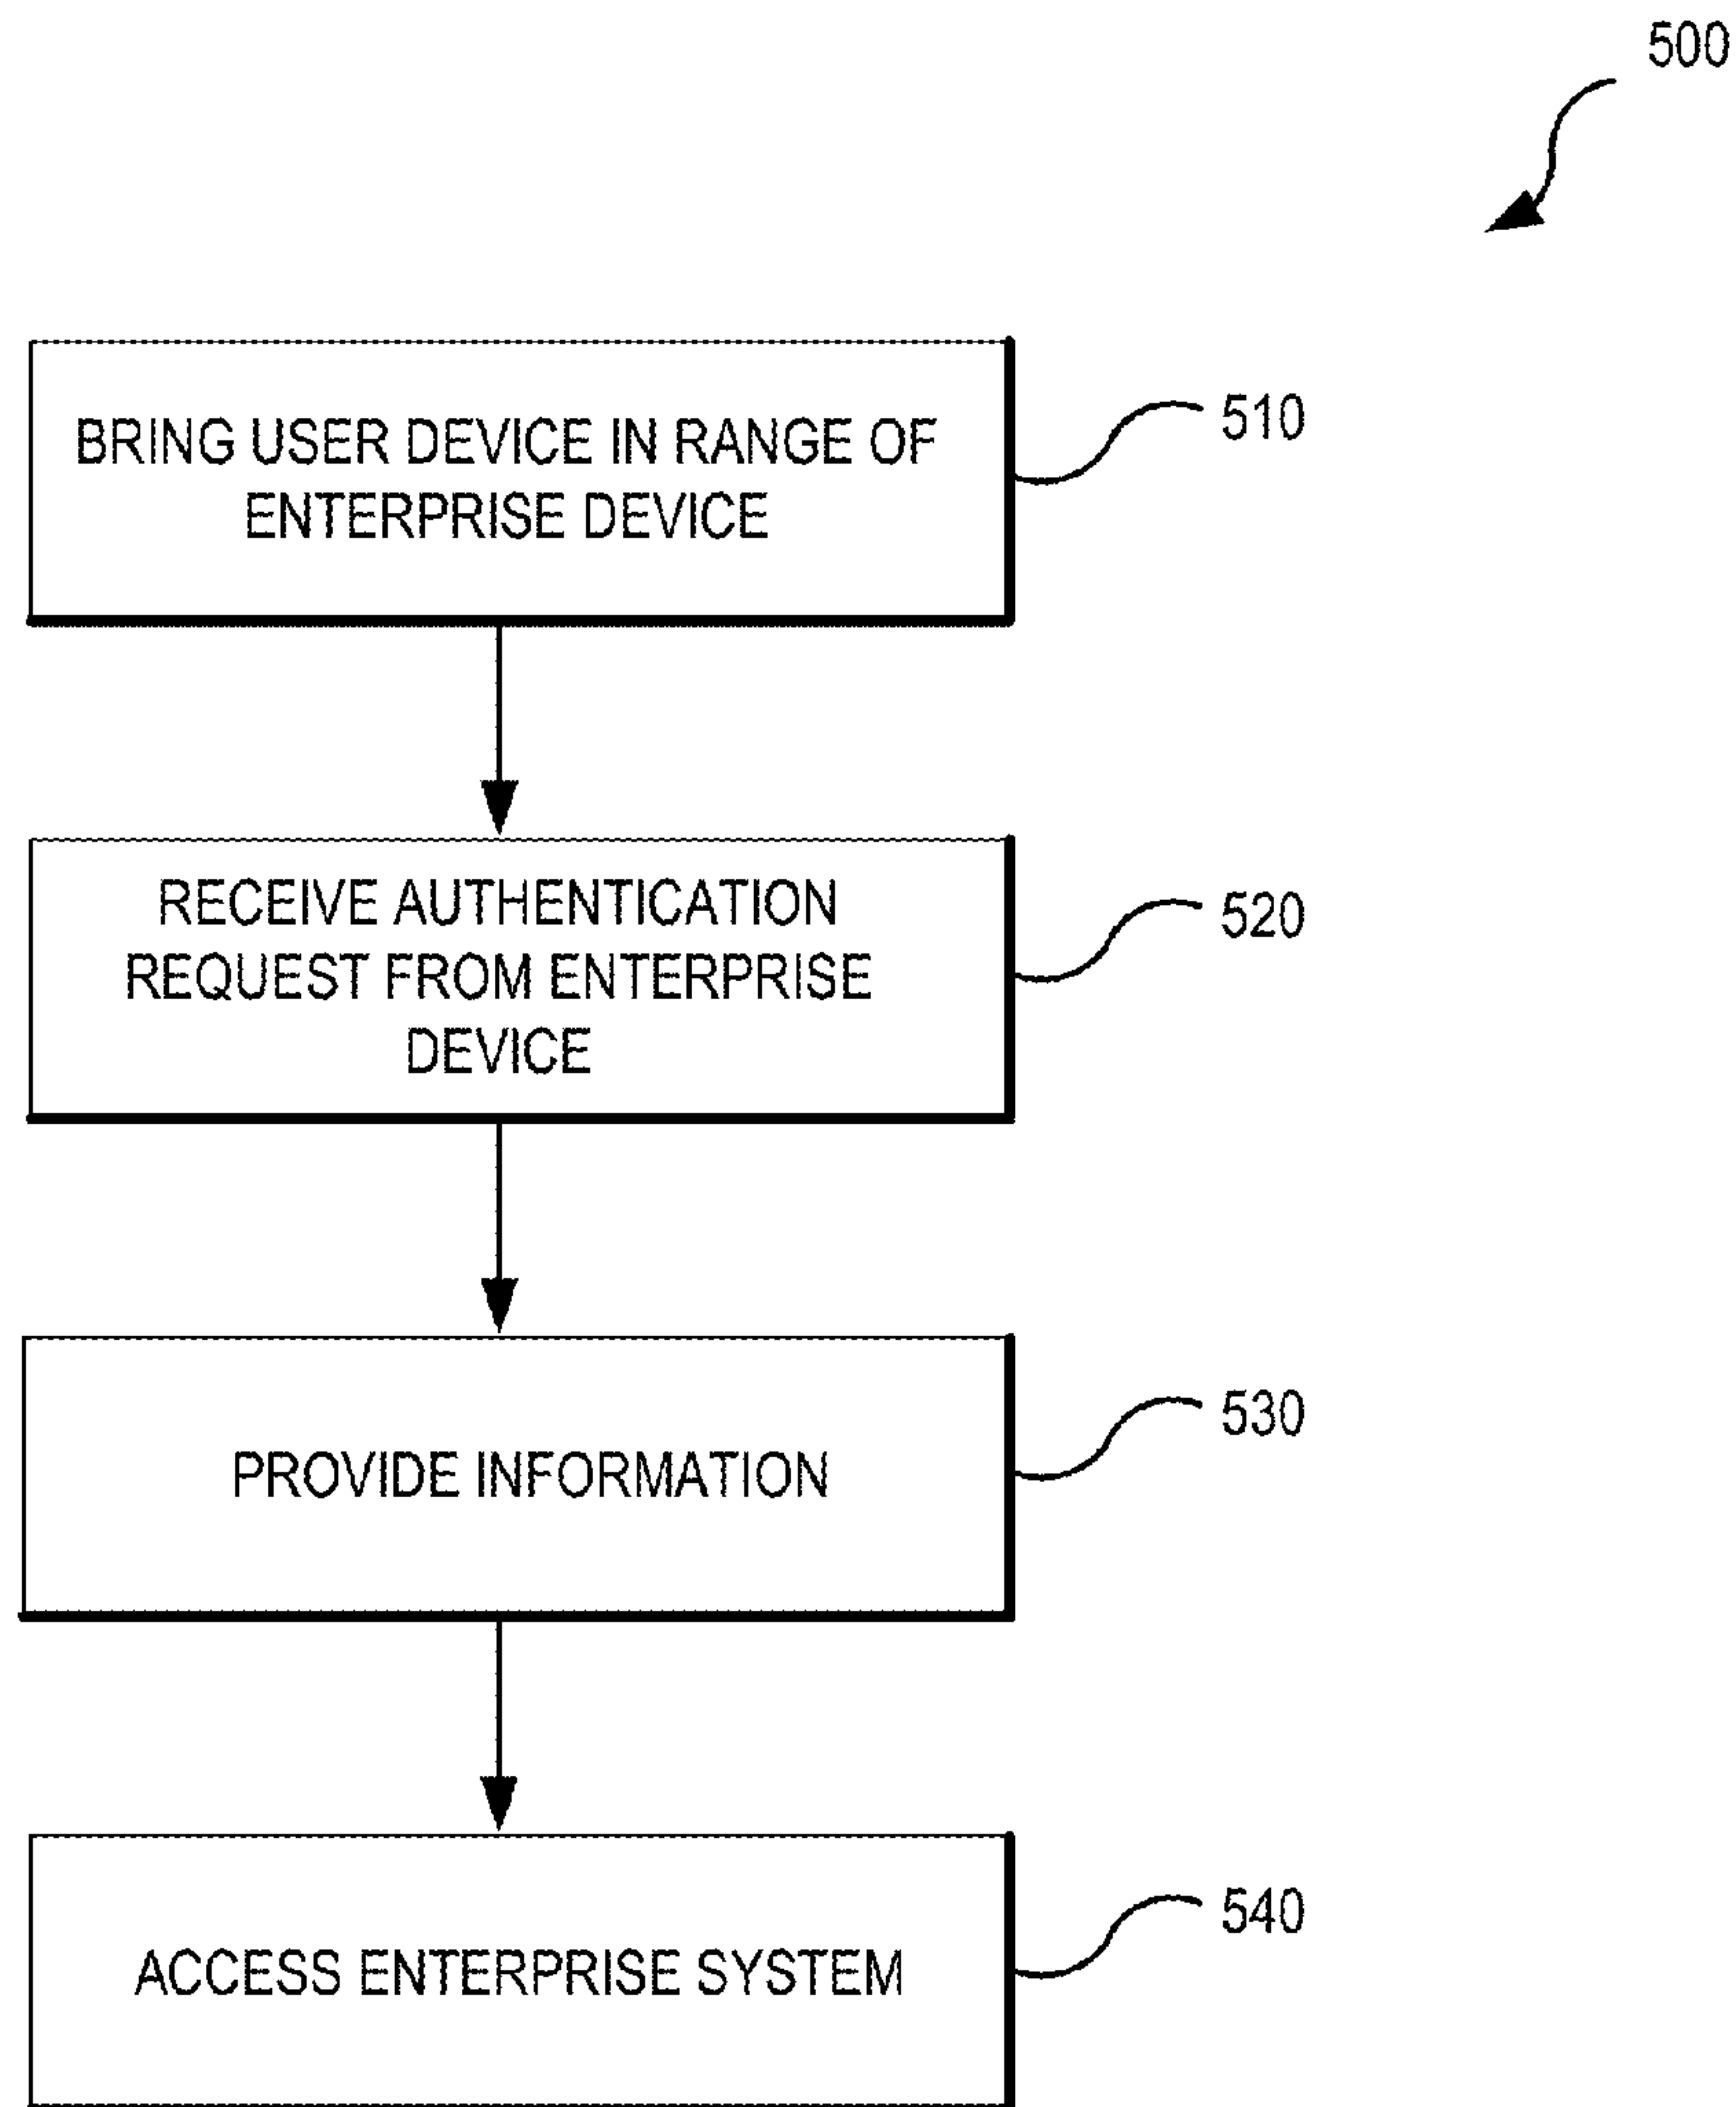 500
BRING USER DEVICE IN RANGE OF
ENTERPRISE DEVICE
510
RECEIVE AUTHENTICATION
REQUEST FROM ENTERPRISE
DEVICE
520
PROVIDE INFORMATION
530
ACCESS ENTERPRISE SYSTEM
540